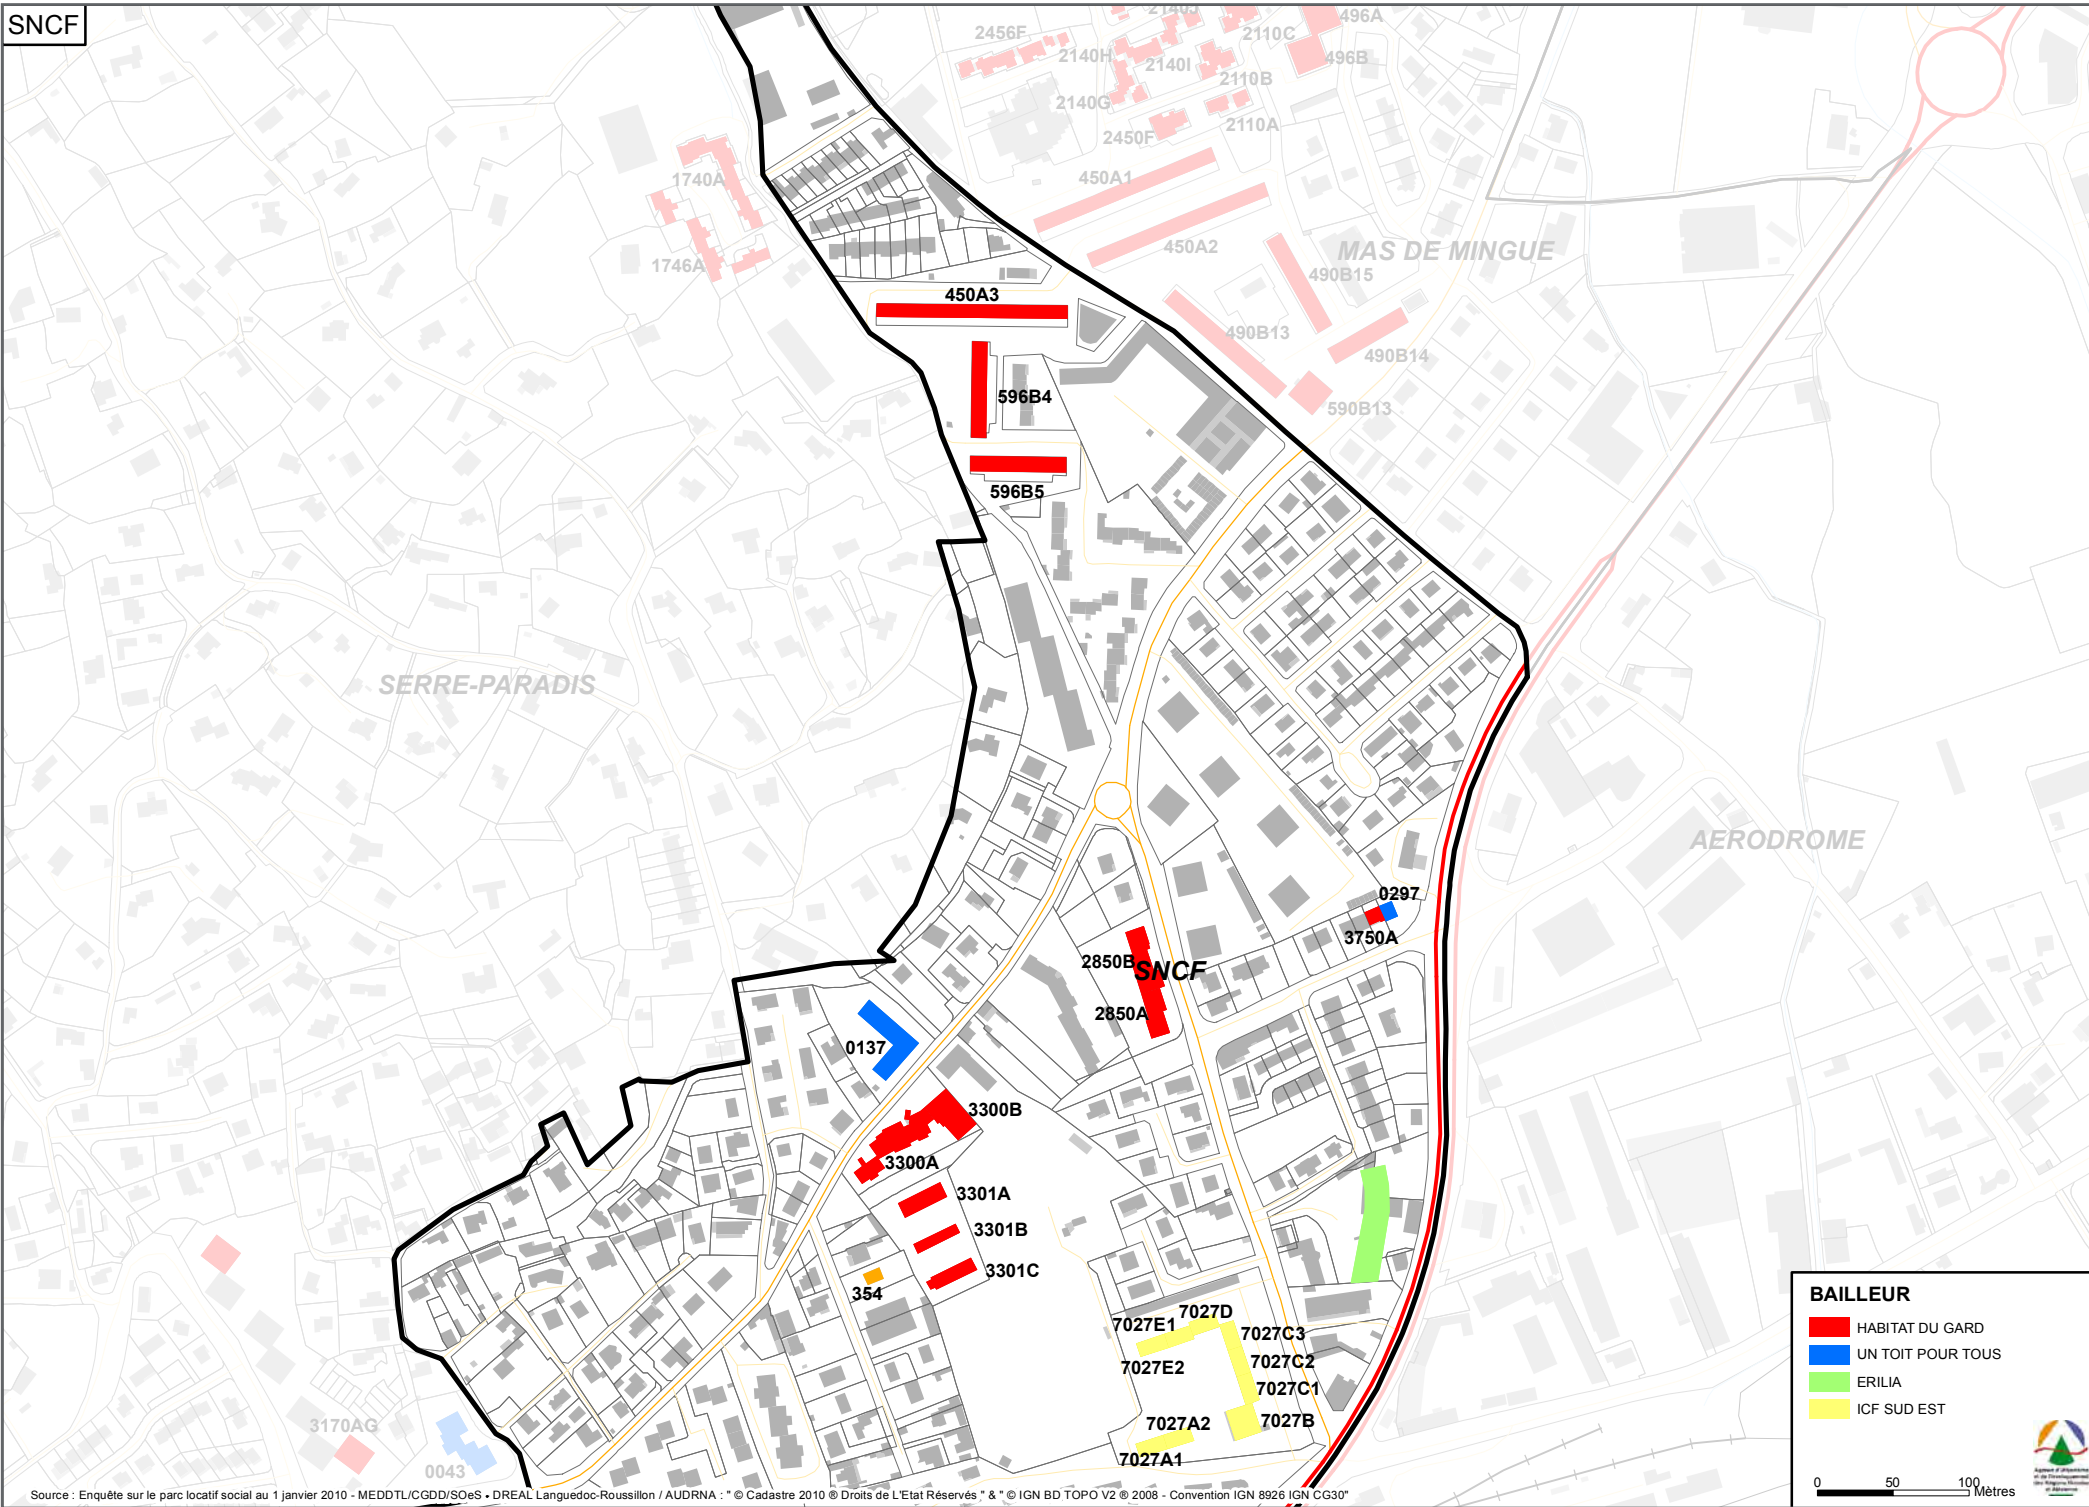 SNCF
2140J
496A
2456F
2110C
2140H
496B
2140I
2110B
2140G
2110A
2450F
450A1
1740A
450A2
MAS DE MINGUE
1746A
490B15
450A3
490B13
490B14
596B4
590B13
596B5
SERRE-PARADIS
AERODROME
0297
3750A
2850B
SNCF
2850A
0137
3300B
3300A
3301A
3301B
3301C
354
7027D
7027E1
7027C3
7027E2
7027C2
7027C1
7027B
7027A2
7027A1
3170AG
0043
BAILLEUR
HABITAT DU GARD
UN TOIT POUR TOUS
ERILIA
ICF SUD EST
0 50 100 Mètres
Source : Enquête sur le parc locatif social au 1 janvier 2010 - MEDDTL/CGDD/SOeS • DREAL Languedoc-Roussillon / AUDRNA : " © Cadastre 2010 ® Droits de L'Etat Réservés " & " © IGN BD TOPO V2 ® 2008 - Convention IGN 8926 IGN CG30"